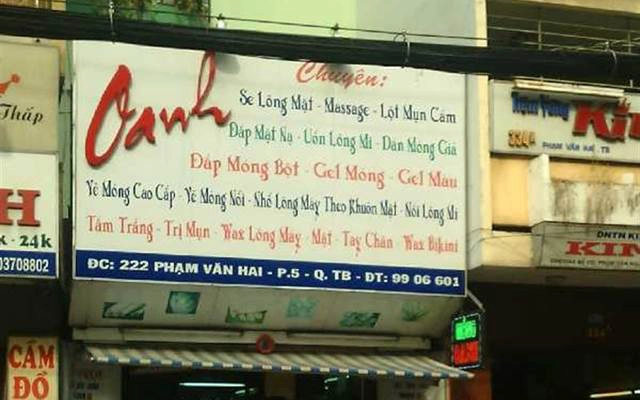 Oanh
Chuyên:
Se Lông Mặt - Massage - Lột Mụn Cám
Đắp Mặt Nạ - Uốn Lông Mi - Dán Móng Giả
Đắp Móng Bột - Gel Móng - Gel Màu
Vẽ Móng Cao Cấp - Vẽ Móng Nổi - Nhổ Lông Mày Theo Khuôn Mặt - Nối Lông Mi
Tắm Trắng - Trị Mụn - Wax Lông Mày - Mặt - Tay Chân - Wax Bikini
ĐC: 222 PHẠM VĂN HAI - P.5 - Q. TB - ĐT: 99 06 601
Thấp
H
x - 24k
03708802
CẦM
ĐỒ
334
PHẠM VĂN HAI . TB
DNTN KI
KIM